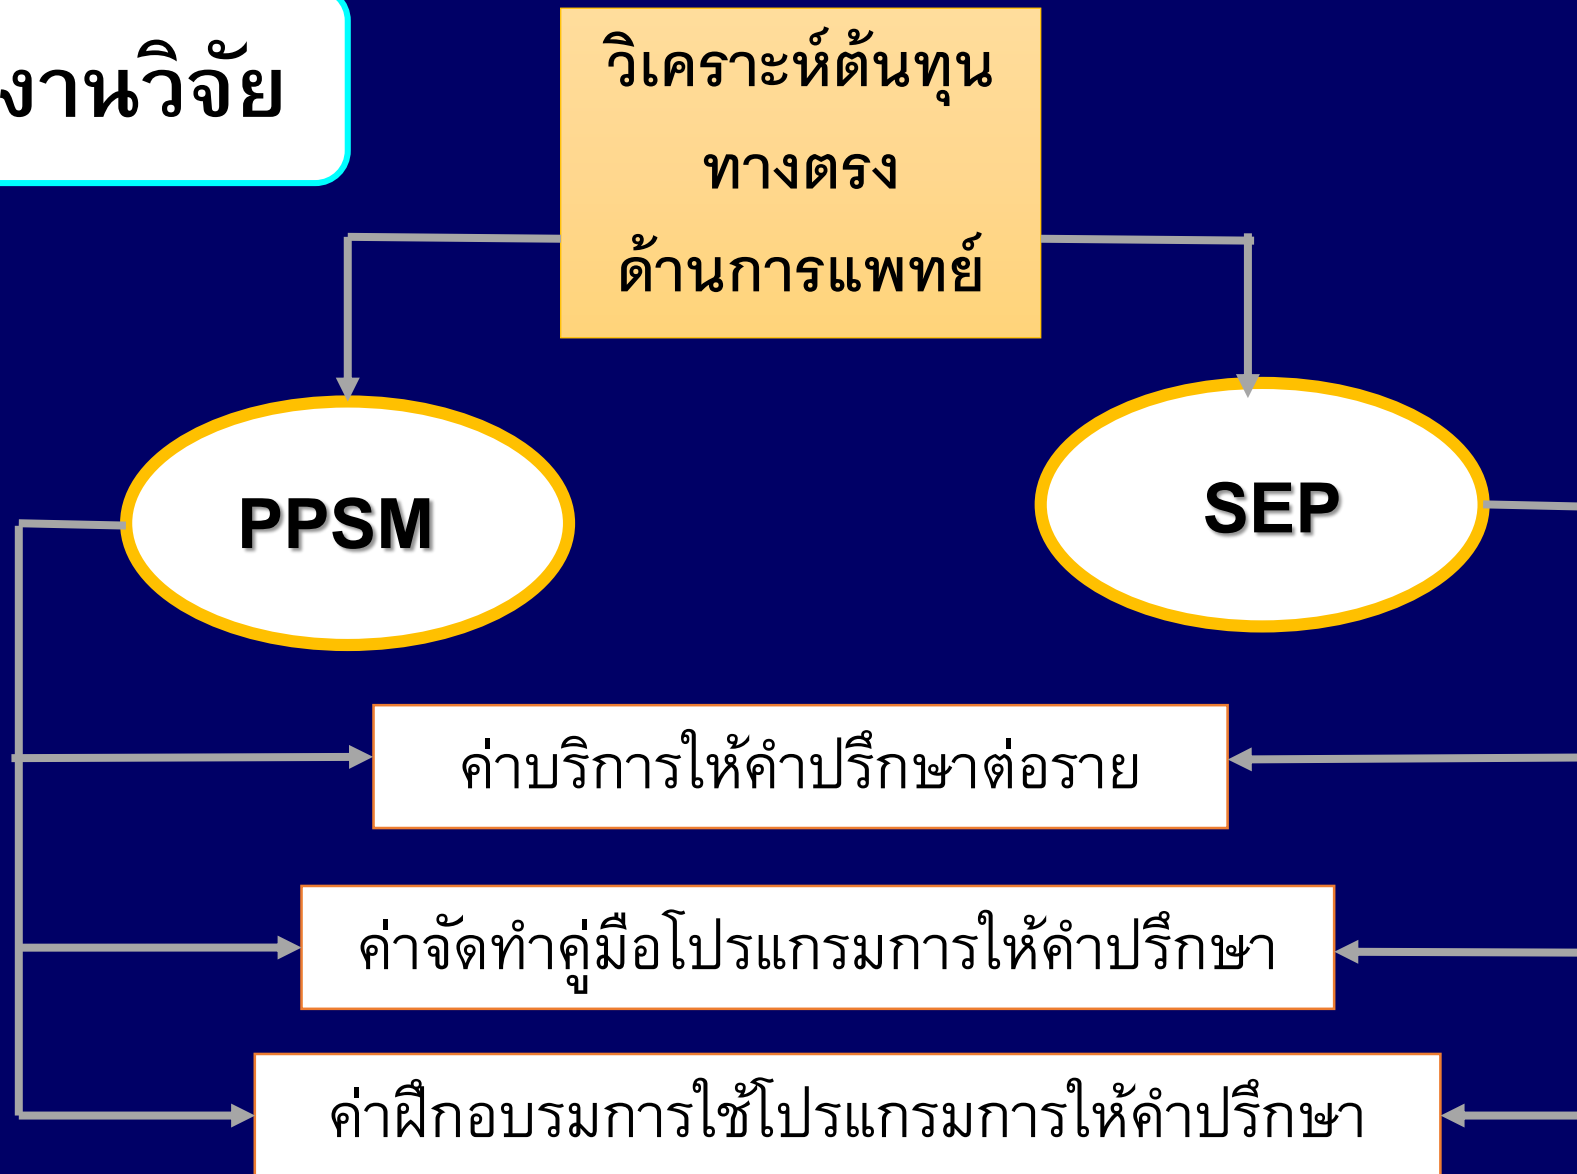 งานวิจัย
วิเคราะห์ต้นทุน
ทางตรง
ด้านการแพทย์
PPSM
SEP
ค่าบริการให้คำปรึกษาต่อราย
ค่าจัดทำคู่มือโปรแกรมการให้คำปรึกษา
ค่าฝึกอบรมการใช้โปรแกรมการให้คำปรึกษา